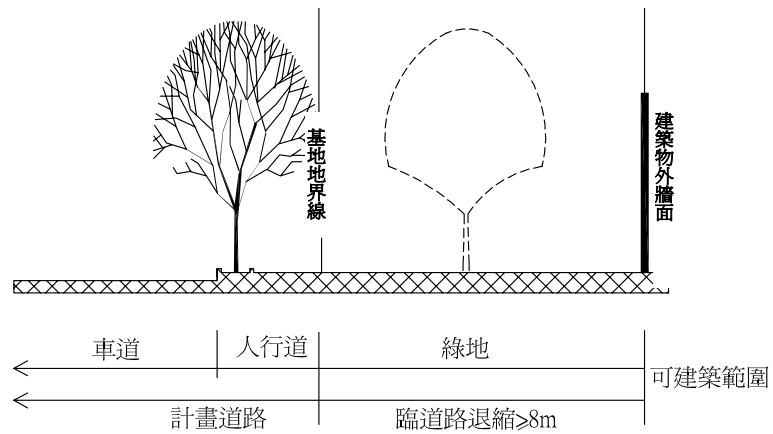 基地地界線
建築物外牆面
車道
人行道
綠地
可建築範圍
計畫道路
臨道路退縮≥8m